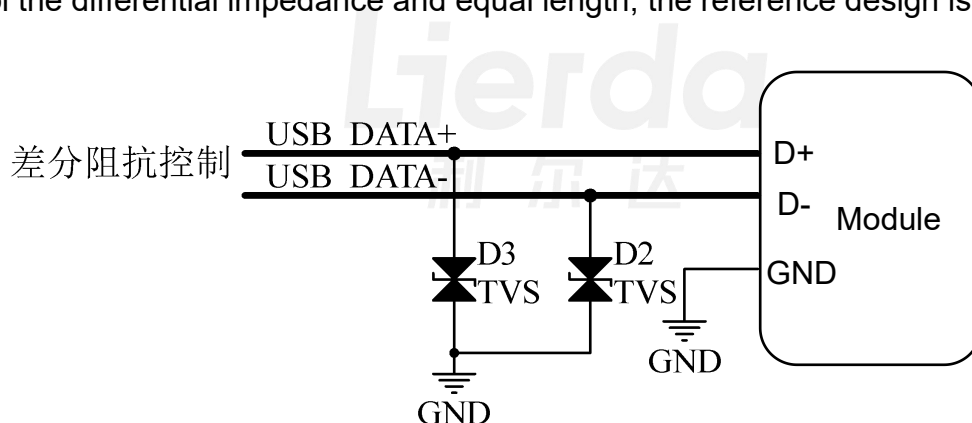 of the differential impedance and equal length, the reference design is
Lierda
利尔达
差分阻抗控制
USB DATA+
USB DATA-
D+
D-
Module
GND
D3
TVS
D2
TVS
GND
GND